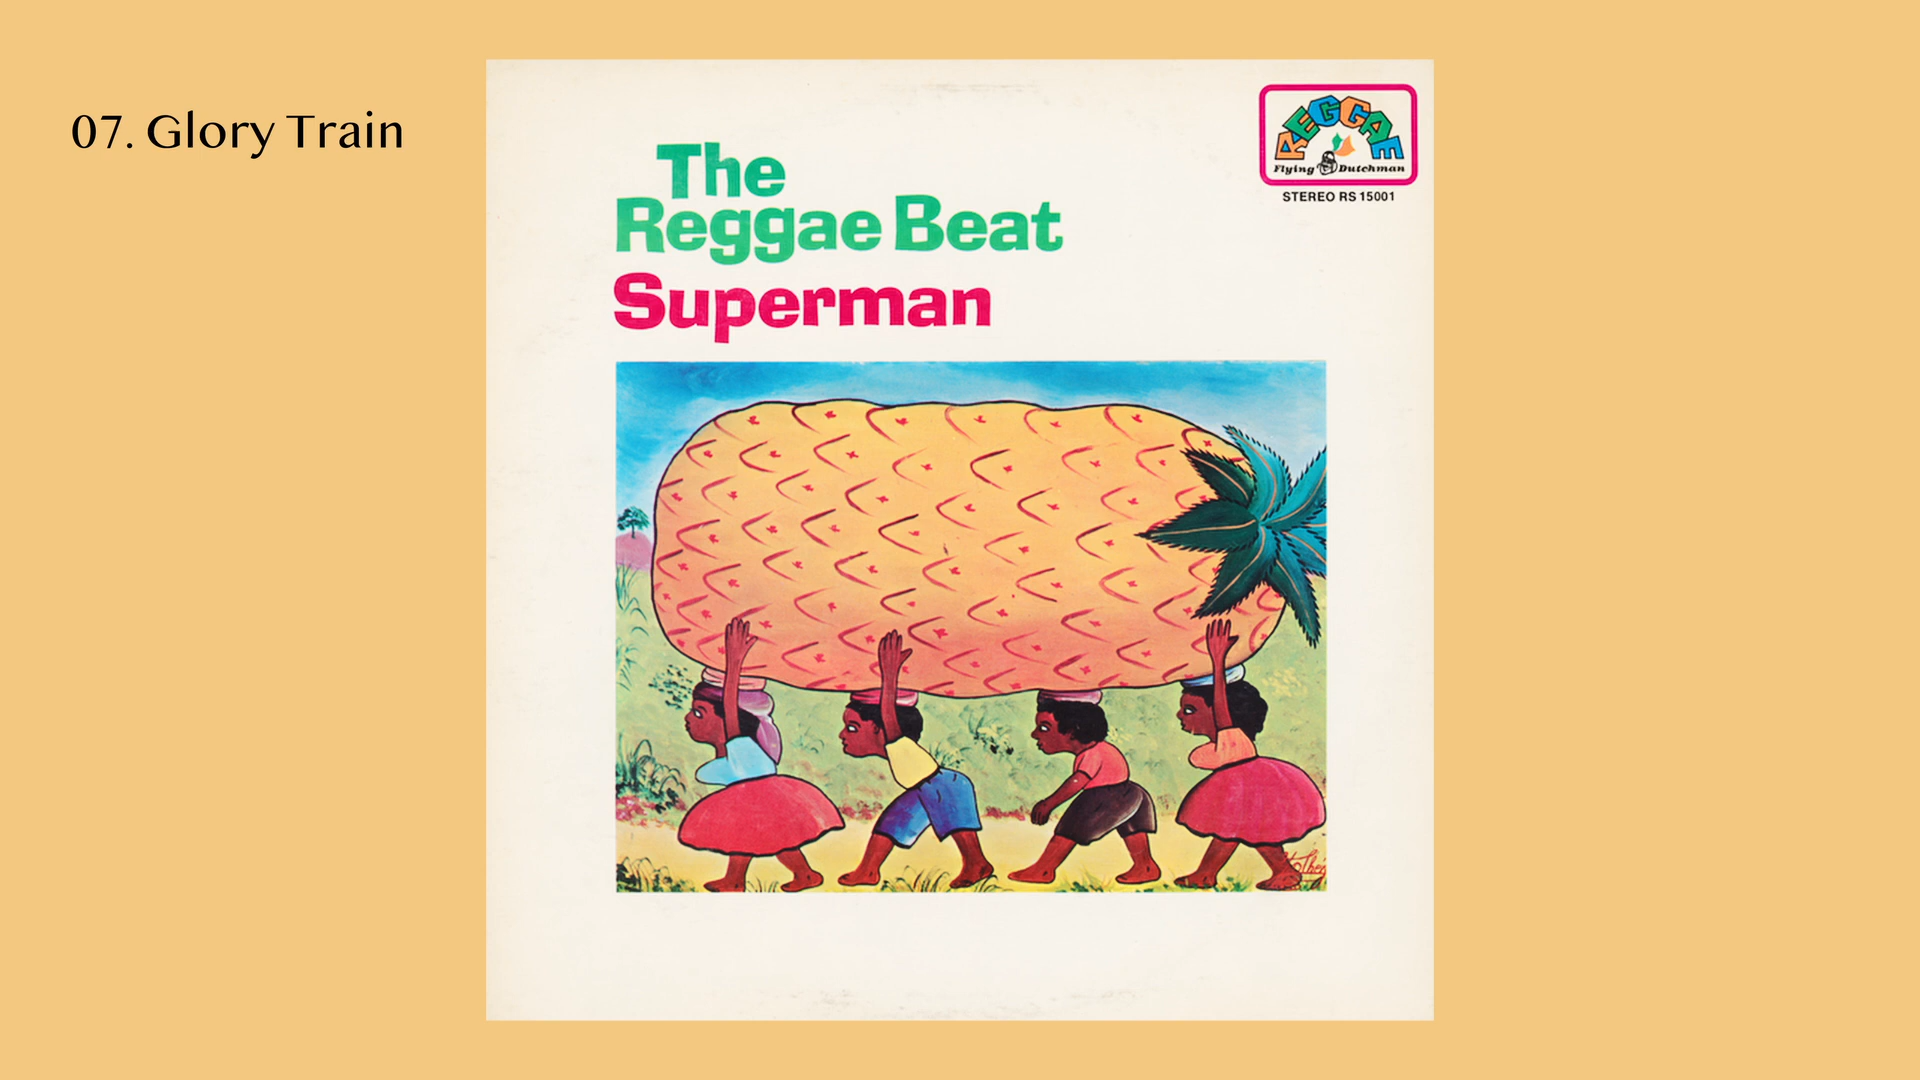 07. Glory Train
The
Reggae Beat
Superman
REGGAE
Flying Dutchman
STEREO RS 15001